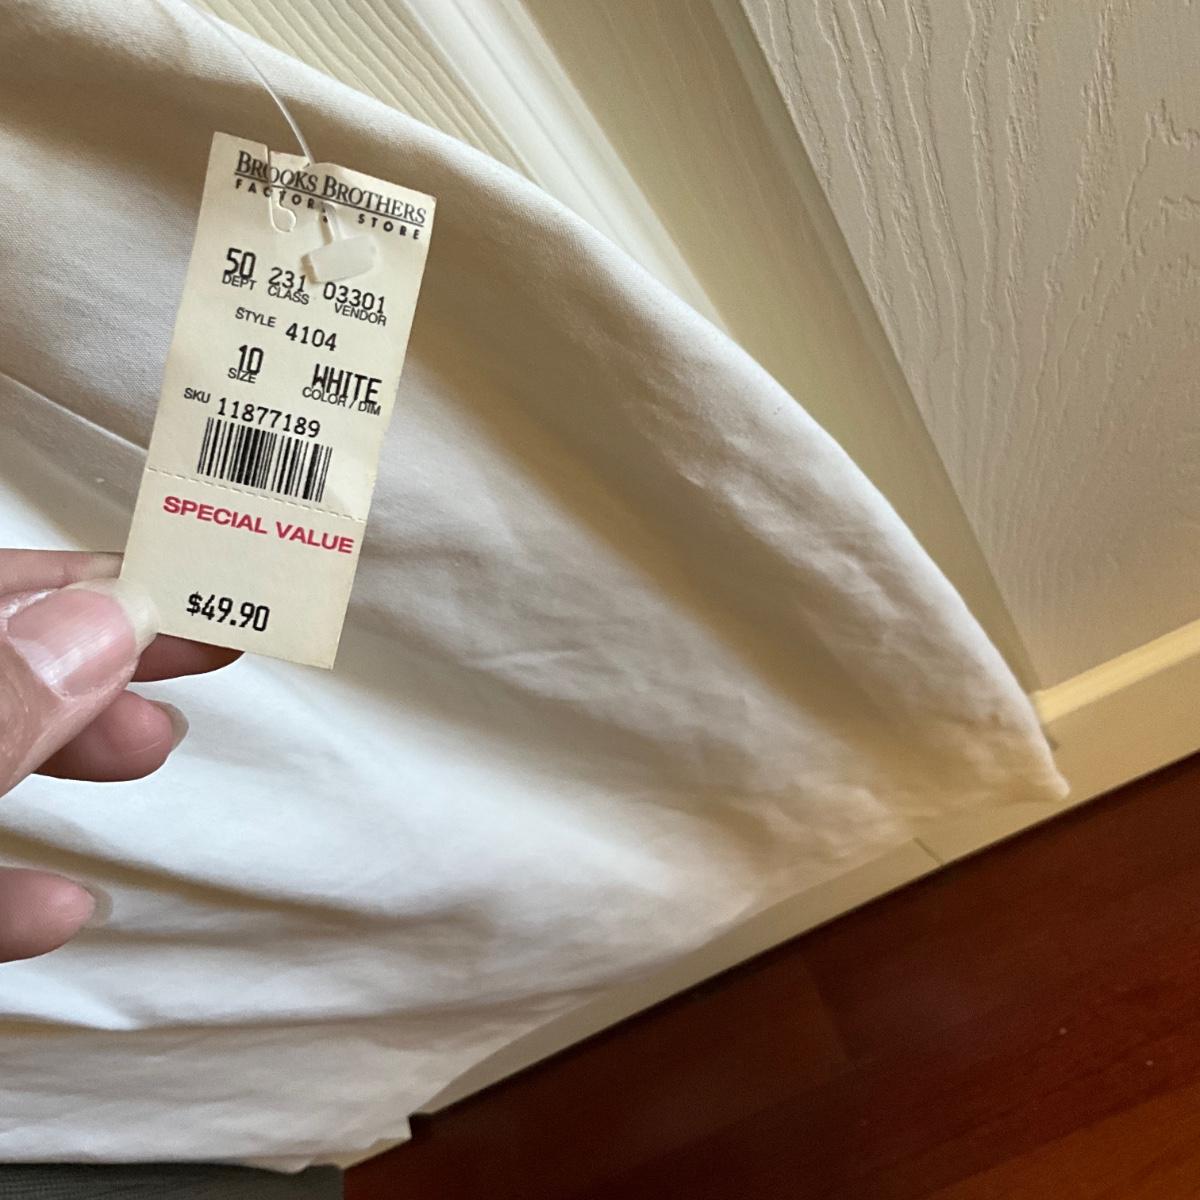 BROOKS BROTHERS
FACTORY STORE
50 231 03301
DEPT CLASS VENDOR
STYLE 4104
10 WHITE
SIZE COLOR / DIM
SKU 11877189
SPECIAL VALUE
$49.90